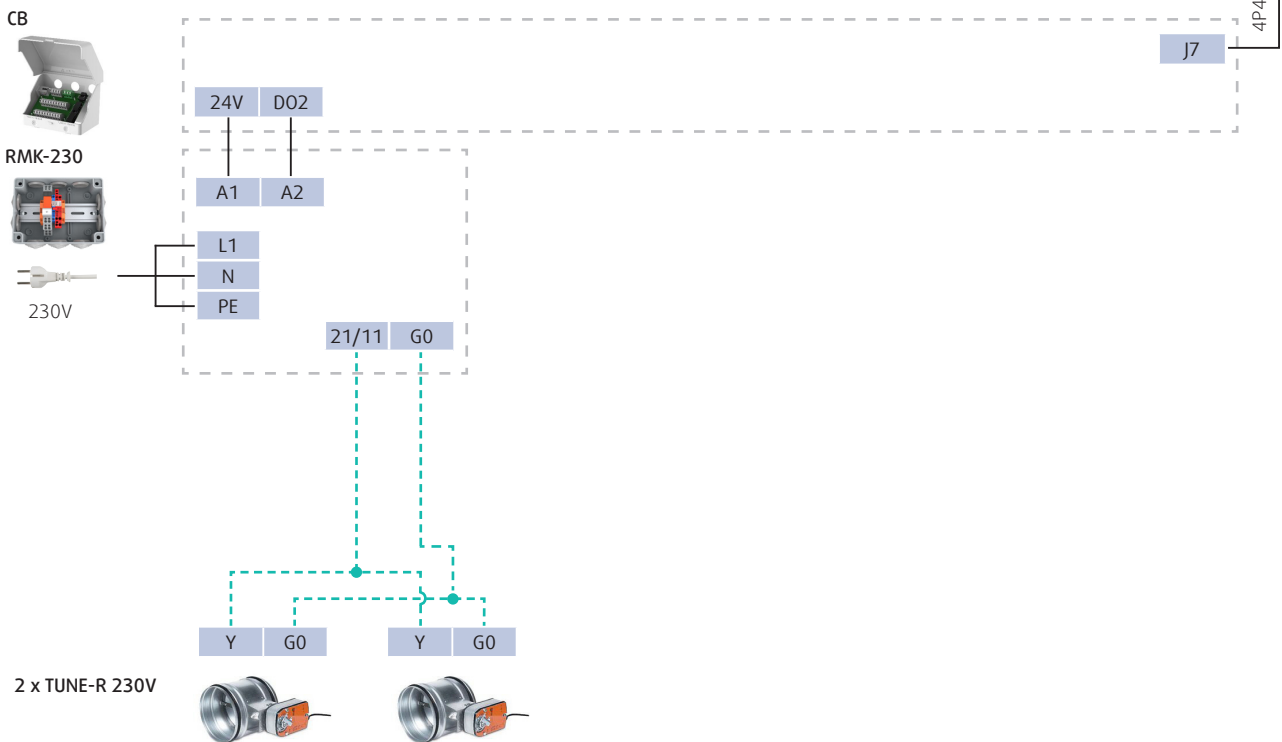 CB
4P4
J7
24V DO2
RMK-230
A1 A2
L1
N
PE
230V
21/11 G0
Y G0 Y G0
2 x TUNE-R 230V